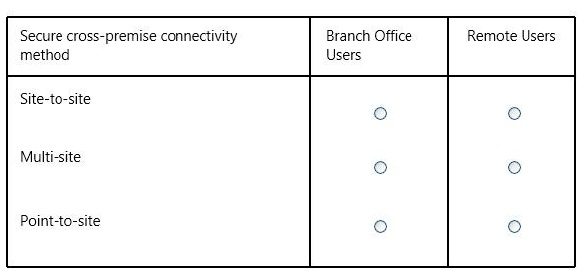 Secure cross-premise connectivity
method
Branch Office
Users
Remote Users
Site-to-site
Multi-site
Point-to-site